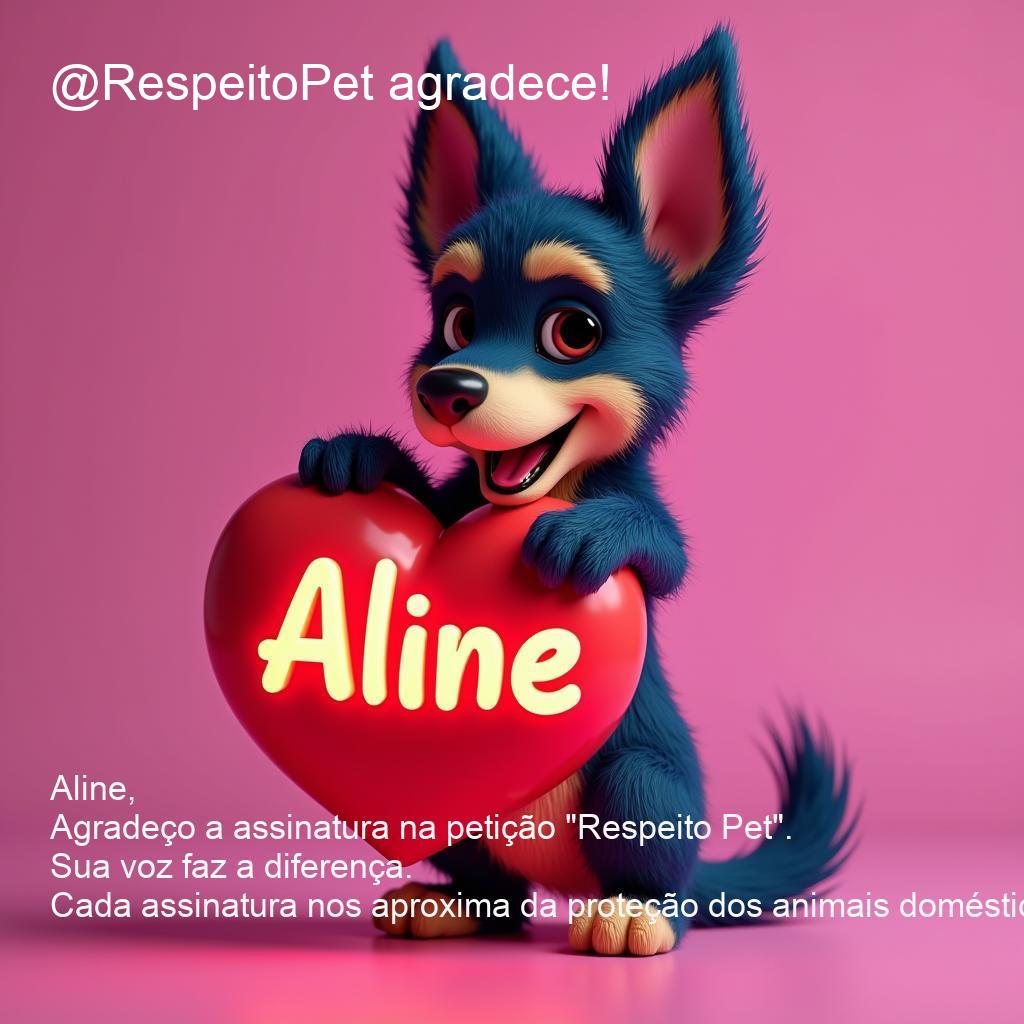 @RespeitoPet agradece!
Aline
Aline,
Agradeço a assinatura na petição "Respeito Pet".
Sua voz faz a diferença.
Cada assinatura nos aproxima da proteção dos animais doméstic